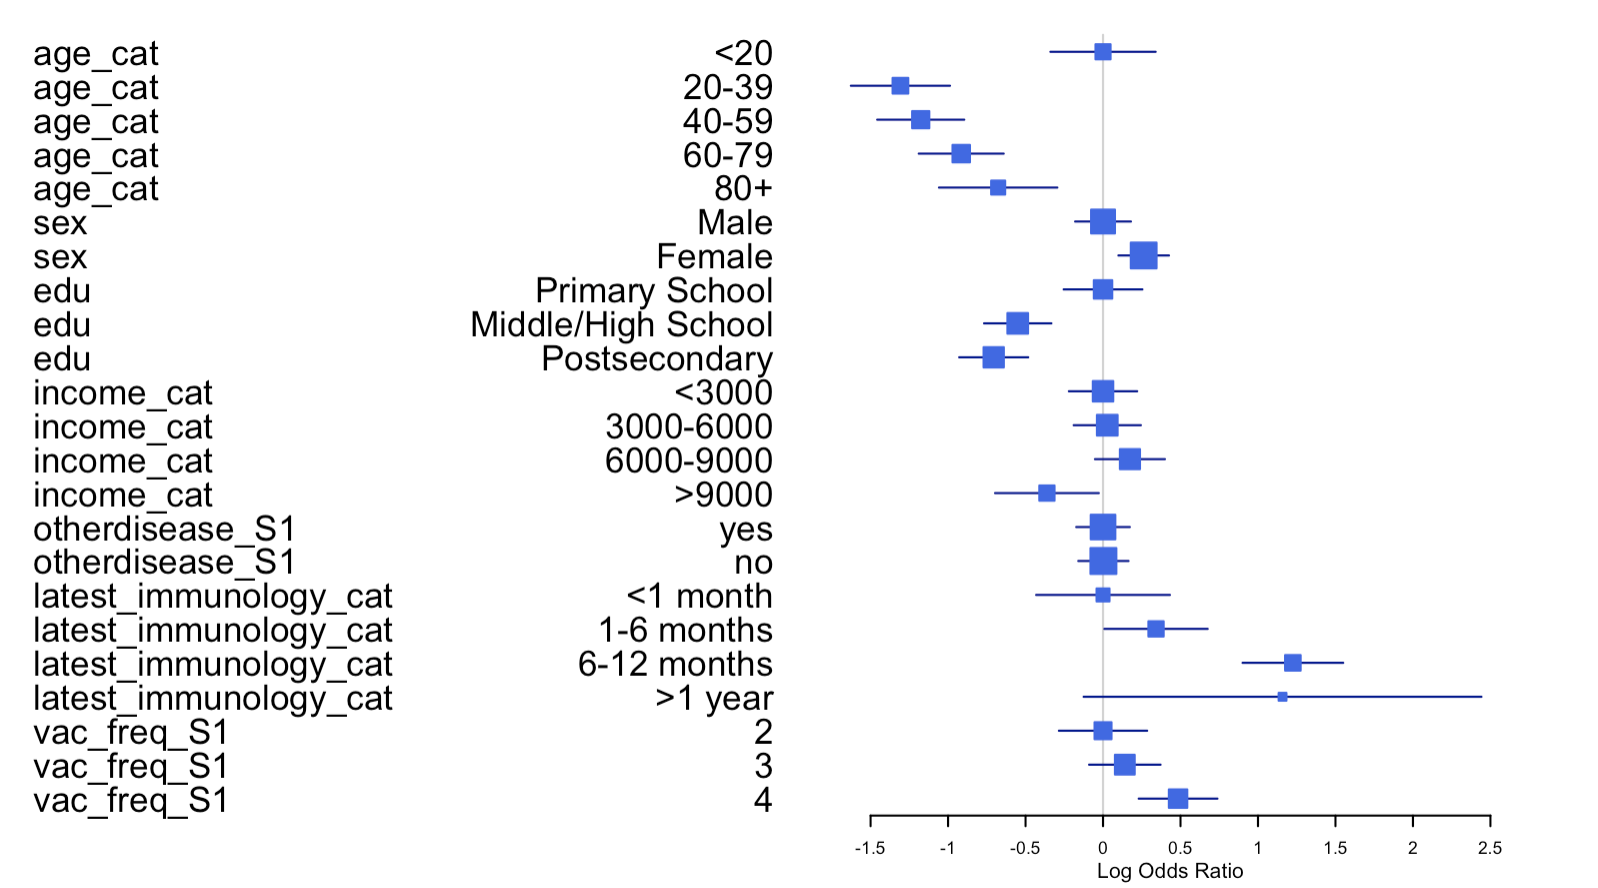 age_cat <20
age_cat 20-39
age_cat 40-59
age_cat 60-79
age_cat 80+
sex Male
sex Female
edu Primary School
edu Middle/High School
edu Postsecondary
income_cat <3000
income_cat 3000-6000
income_cat 6000-9000
income_cat >9000
otherdisease_S1 yes
otherdisease_S1 no
latest_immunology_cat <1 month
latest_immunology_cat 1-6 months
latest_immunology_cat 6-12 months
latest_immunology_cat >1 year
vac_freq_S1 2
vac_freq_S1 3
vac_freq_S1 4
-1.5 -1 -0.5 0 0.5 1 1.5 2 2.5
Log Odds Ratio